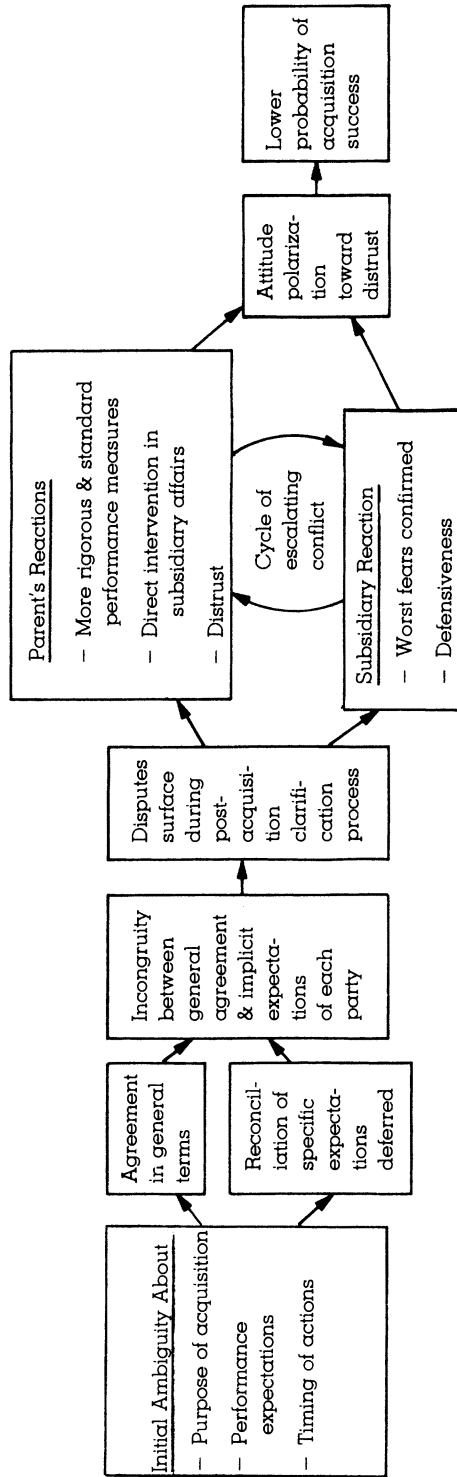 Initial Ambiguity About
– Purpose of acquisition
– Performance
expectations
– Timing of actions
Agreement
in general
terms
Reconcil-
iation of
specific
expecta-
tions
deferred
Incongruity
between
general
agreement
& implicit
expecta-
tions
of each
party
Disputes
surface
during
post-
acquisi-
tion
clarifi-
cation
process
Parent's Reactions
– More rigorous & standard
performance measures
– Direct intervention in
subsidiary affairs
– Distrust
Cycle of
escalating
conflict
Subsidiary Reaction
– Worst fears confirmed
– Defensiveness
Attitude
polariza-
tion
toward
distrust
Lower
probability of
acquisition
success